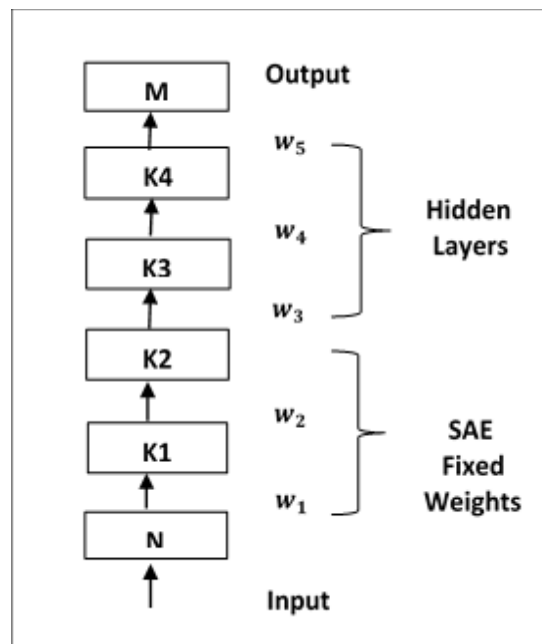 M
Output
w₅
K4
Hidden
Layers
w₄
K3
w₃
K2
w₂
SAE
Fixed
Weights
K1
w₁
N
Input